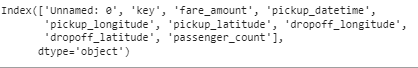 Index(['Unnamed: 0', 'key', 'fare_amount', 'pickup_datetime',
'pickup_longitude', 'pickup_latitude', 'dropoff_longitude',
'dropoff_latitude', 'passenger_count'],
dtype='object')